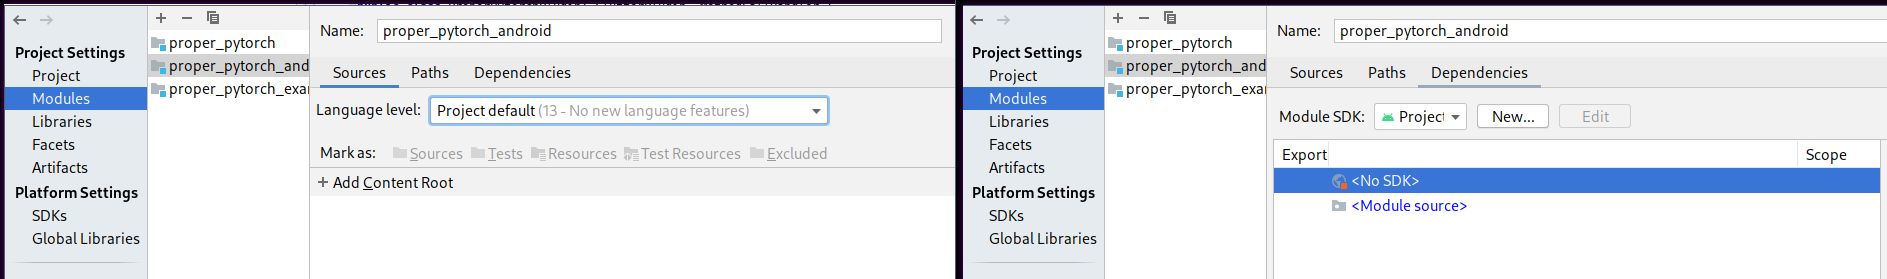 Project Settings
Project
Modules
Libraries
Facets
Artifacts
Platform Settings
SDKs
Global Libraries
proper_pytorch
proper_pytorch_and
proper_pytorch_exa
Name: proper_pytorch_android
Sources Paths Dependencies
Language level: Project default (13 - No new language features)
Mark as: Sources Tests Resources Test Resources Excluded
+ Add Content Root
Project Settings
Project
Modules
Libraries
Facets
Artifacts
Platform Settings
SDKs
Global Libraries
proper_pytorch
proper_pytorch_and
proper_pytorch_exa
Name: proper_pytorch_android
Sources Paths Dependencies
Module SDK: Project New... Edit
Export Scope
<No SDK>
<Module source>